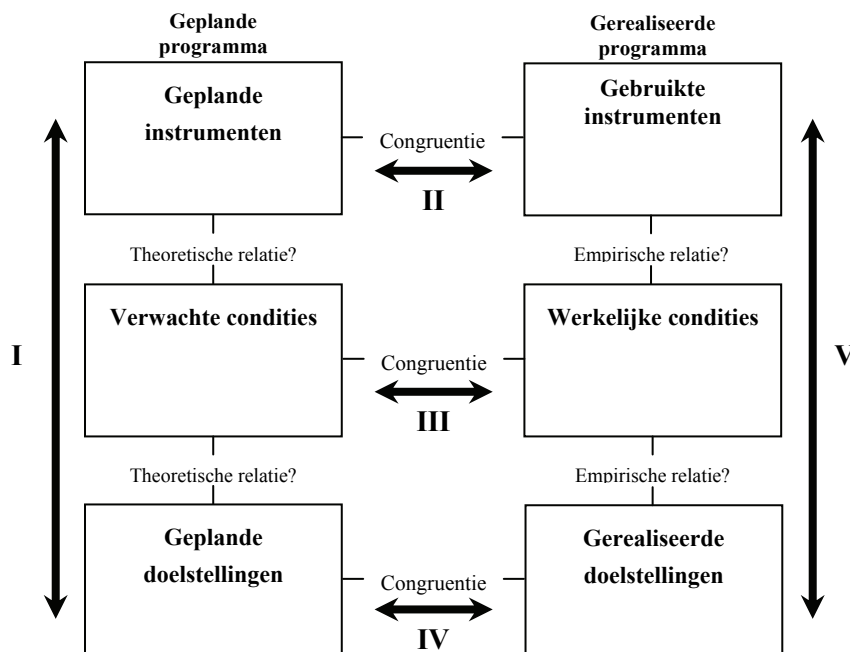 Geplande
programma
Gerealiseerde
programma
Geplande
instrumenten
Congruentie
II
Gebruikte
instrumenten
Theoretische relatie?
Empirische relatie?
I
Verwachte condities
Congruentie
III
Werkelijke condities
V
Theoretische relatie?
Empirische relatie?
Geplande
doelstellingen
Congruentie
IV
Gerealiseerde
doelstellingen